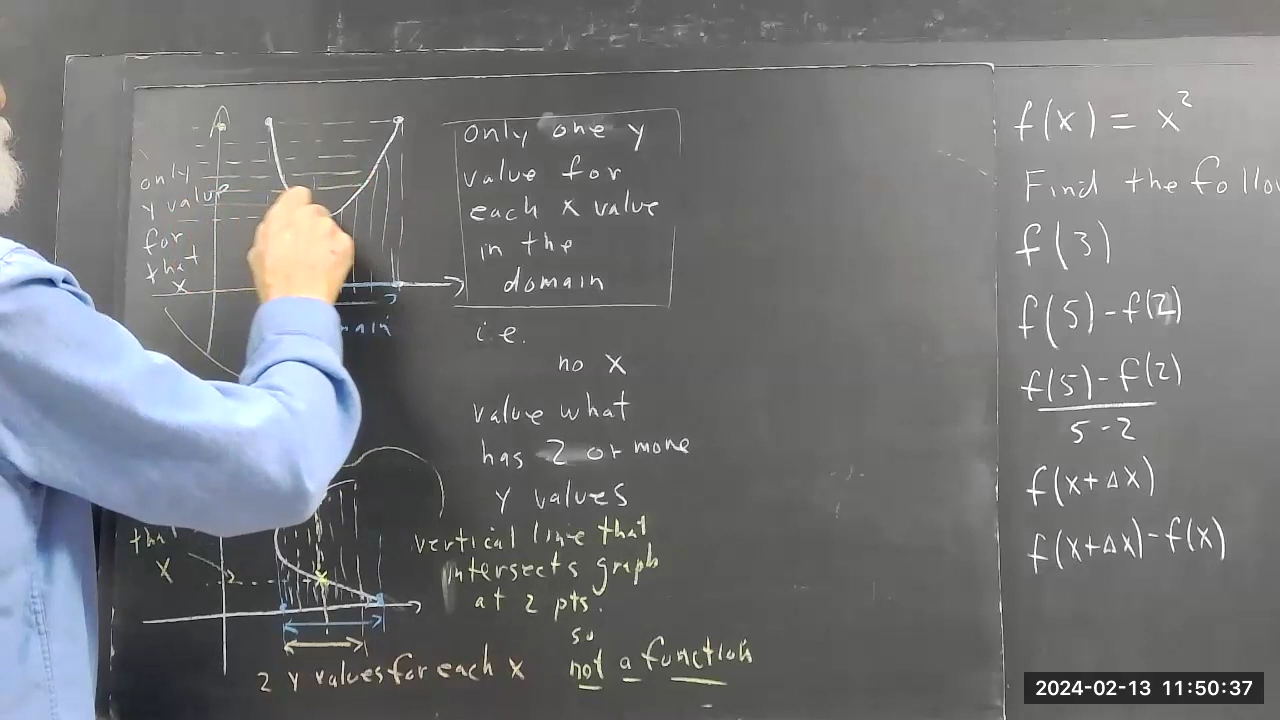 only
y value
for
that
x
only one y
value for
each x value
in the
domain
i.e.
no x
value what
has 2 or more
y values
x
vertical line that
intersects graph
at 2 pts.
so
not a function
2 y values for each x
f(x) = x²
Find the follow
f(3)
f(5) - f(2)
f(5) - f(2)
5 - 2
f(x+Δx)
f(x+Δx) - f(x)
2024-02-13 11:50:37